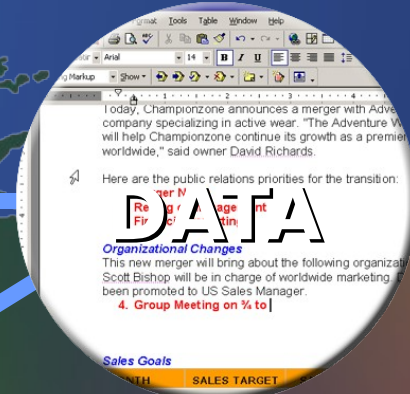 Format Tools Table Window Help
Arial 14 B I U
Markup Show
Today, Championzone announces a merger with
company specializing in active wear. "The Adventure
will help Championzone continue its growth as a premier
worldwide," said owner David Richards.
Here are the public relations priorities for the transition:
DATA
Organizational Changes
This new merger will bring about the following
Scott Bishop will be in charge of worldwide marketing.
been promoted to US Sales Manager.
4. Group Meeting on ¾ to
Sales Goals
SALES TARGET